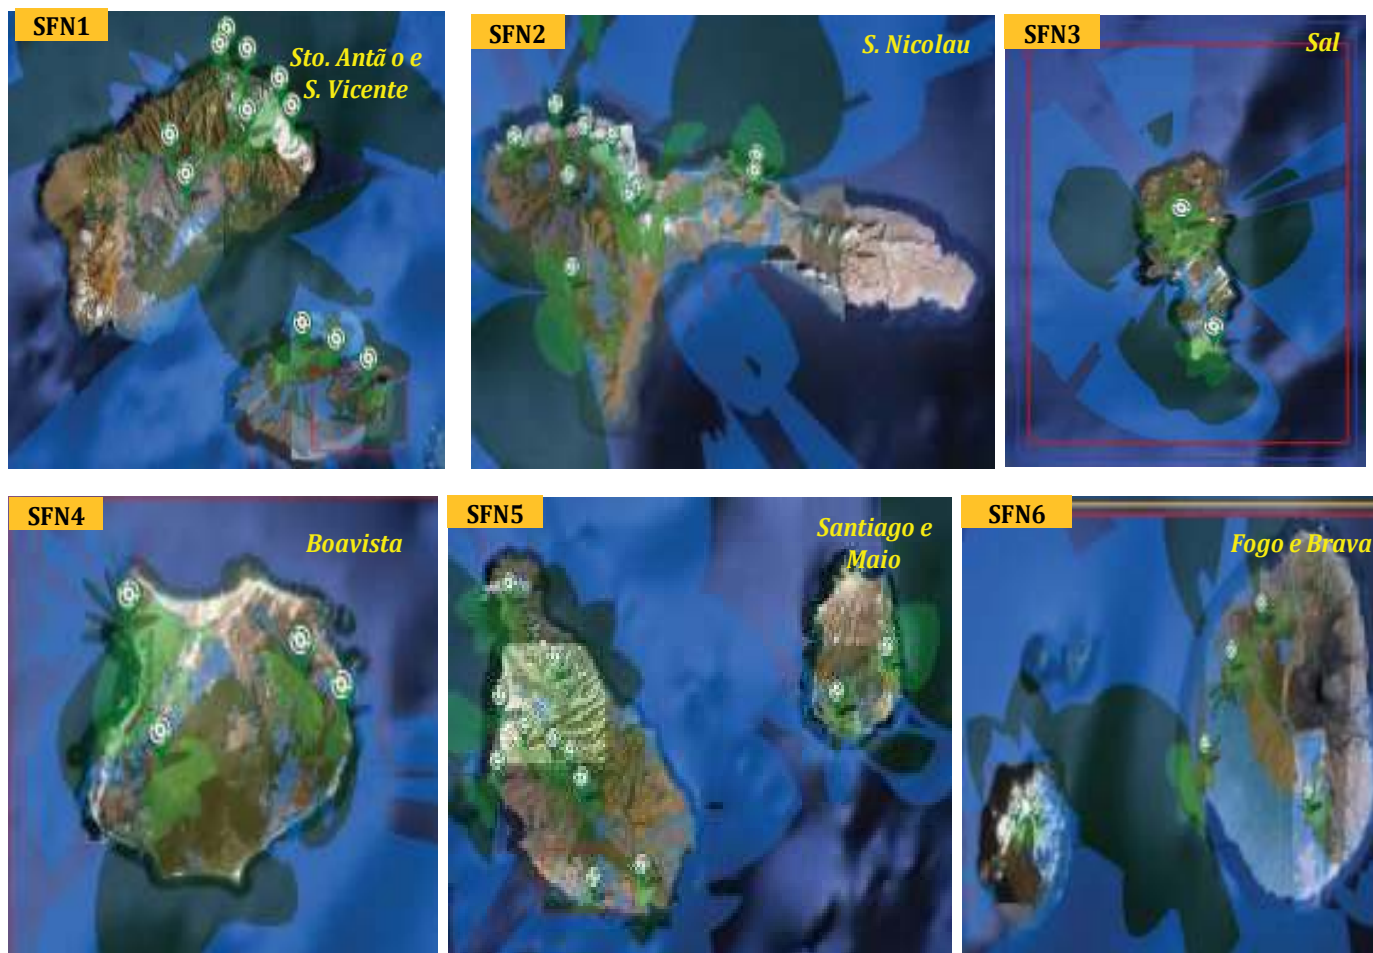 SFN1
Sto. Antã o e
S. Vicente
SFN2
S. Nicolau
SFN3
Sal
SFN4
Boavista
SFN5
Santiago e
Maio
SFN6
Fogo e Brava